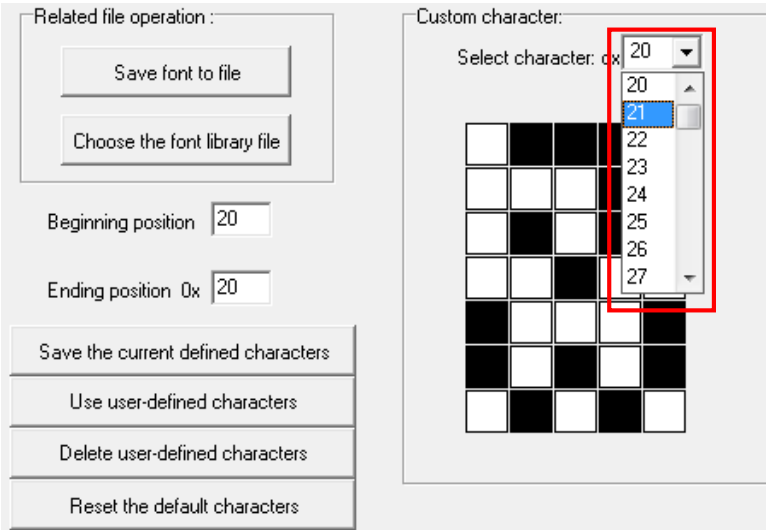 Related file operation :
Save font to file
Choose the font library file
Beginning position 20
Ending position 0x 20
Save the current defined characters
Use user-defined characters
Delete user-defined characters
Reset the default characters
Custom character:
Select character: ox 20
20
21
22
23
24
25
26
27